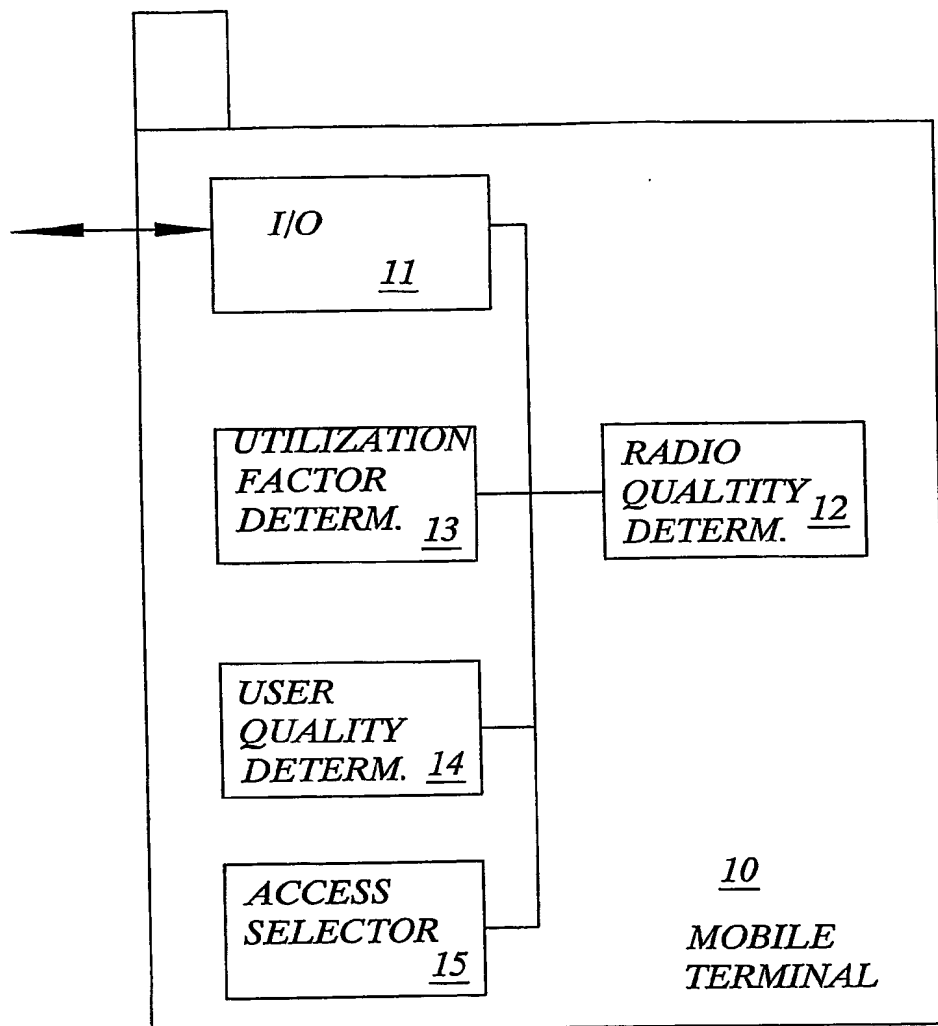 I/O
11
UTILIZATION
FACTOR
DETERM. 13
RADIO
QUALTITY
DETERM. 12
USER
QUALITY
DETERM. 14
ACCESS
SELECTOR
15
10
MOBILE
TERMINAL